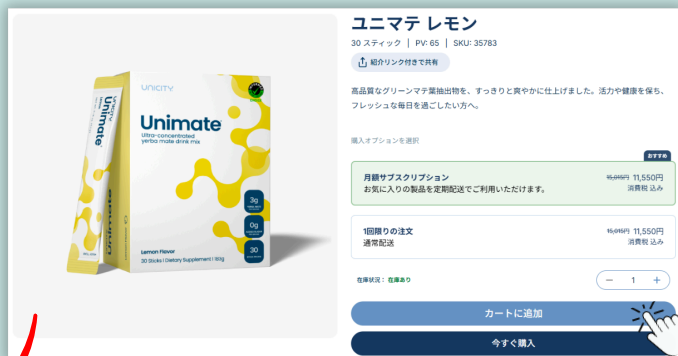 ユニマテ レモン
30 スティック | PV: 65 | SKU: 35783
紹介リンク付きで共有
高品質なグリーンマテ葉抽出物を、すっきりと爽やかに仕上げました。活力や健康を保ち、
フレッシュな毎日を過ごしたい方へ。
購入オプションを選択
おすすめ
月額サブスクリプション
15,015円 11,550円
お気に入りの製品を定期配送でご利用いただけます。
消費税 込み
1回限りの注文
15,015円 11,550円
通常配送
消費税 込み
在庫状況： 在庫あり
− 1 +
カートに追加
今すぐ購入
UNICITY
Unimate
Ultra-concentrated
yerba mate drink mix
3g
0g
30
Lemon Flavor
30 Sticks | Dietary Supplement |
UNICITY
Unimate
Unimate